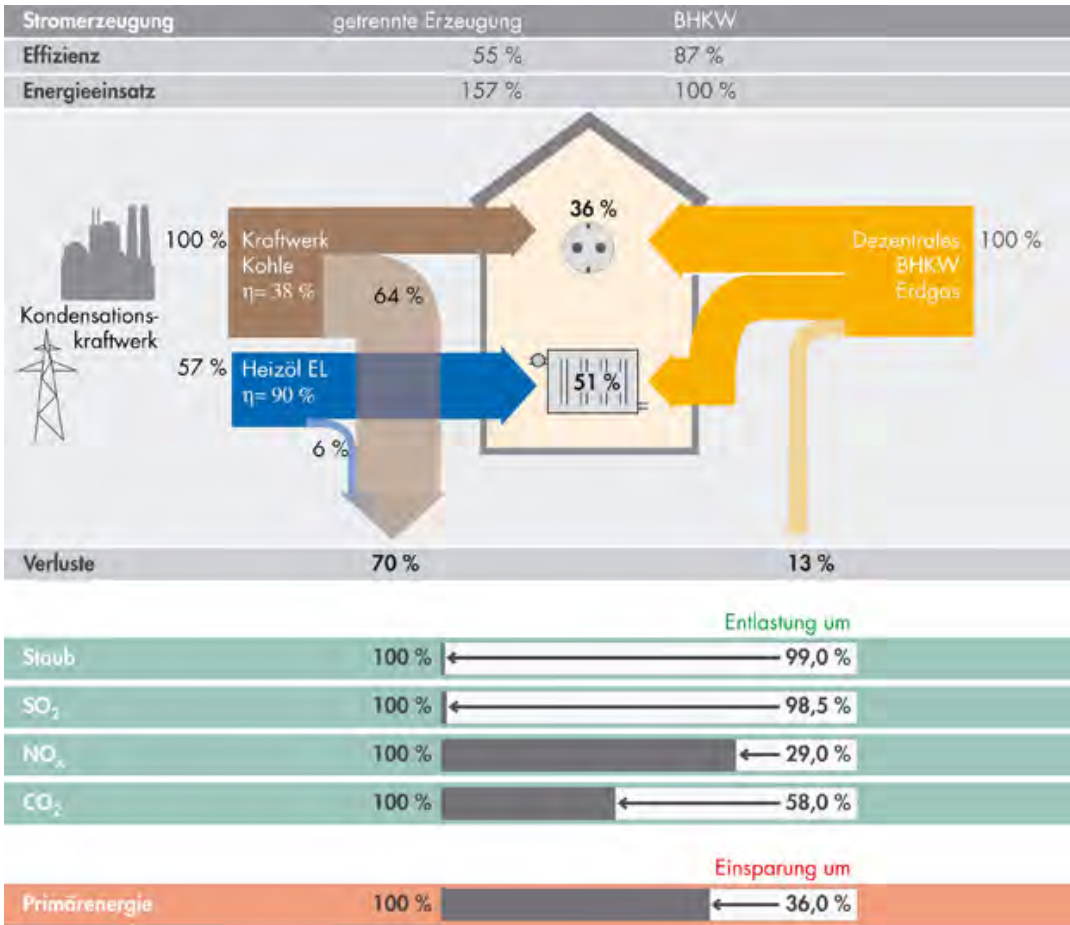 Stromerzeugung getrennte Erzeugung BHKW
Effizienz 55 % 87 %
Energieeinsatz 157 % 100 %
36 %
100 % Kraftwerk Kohle η= 38 %
64 %
Dezentrales BHKW Erdgas 100 %
Kondensations-
kraftwerk
57 % Heizöl EL η= 90 %
51 %
6 %
Verluste 70 % 13 %
Entlastung um
Staub 100 % 99,0 %
SO₂ 100 % 98,5 %
NOₓ 100 % 29,0 %
CO₂ 100 % 58,0 %
Einsparung um
Primärenergie 100 % 36,0 %